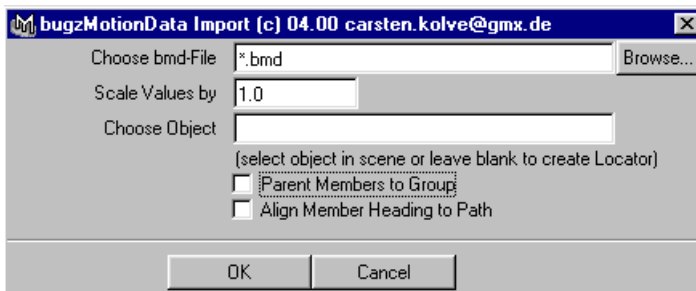 bugzMotionData Import (c) 04.00 carsten.kolve@gmx.de
Choose bmd-File *.bmd Browse...
Scale Values by 1.0
Choose Object
(select object in scene or leave blank to create Locator)
Parent Members to Group
Align Member Heading to Path
OK Cancel